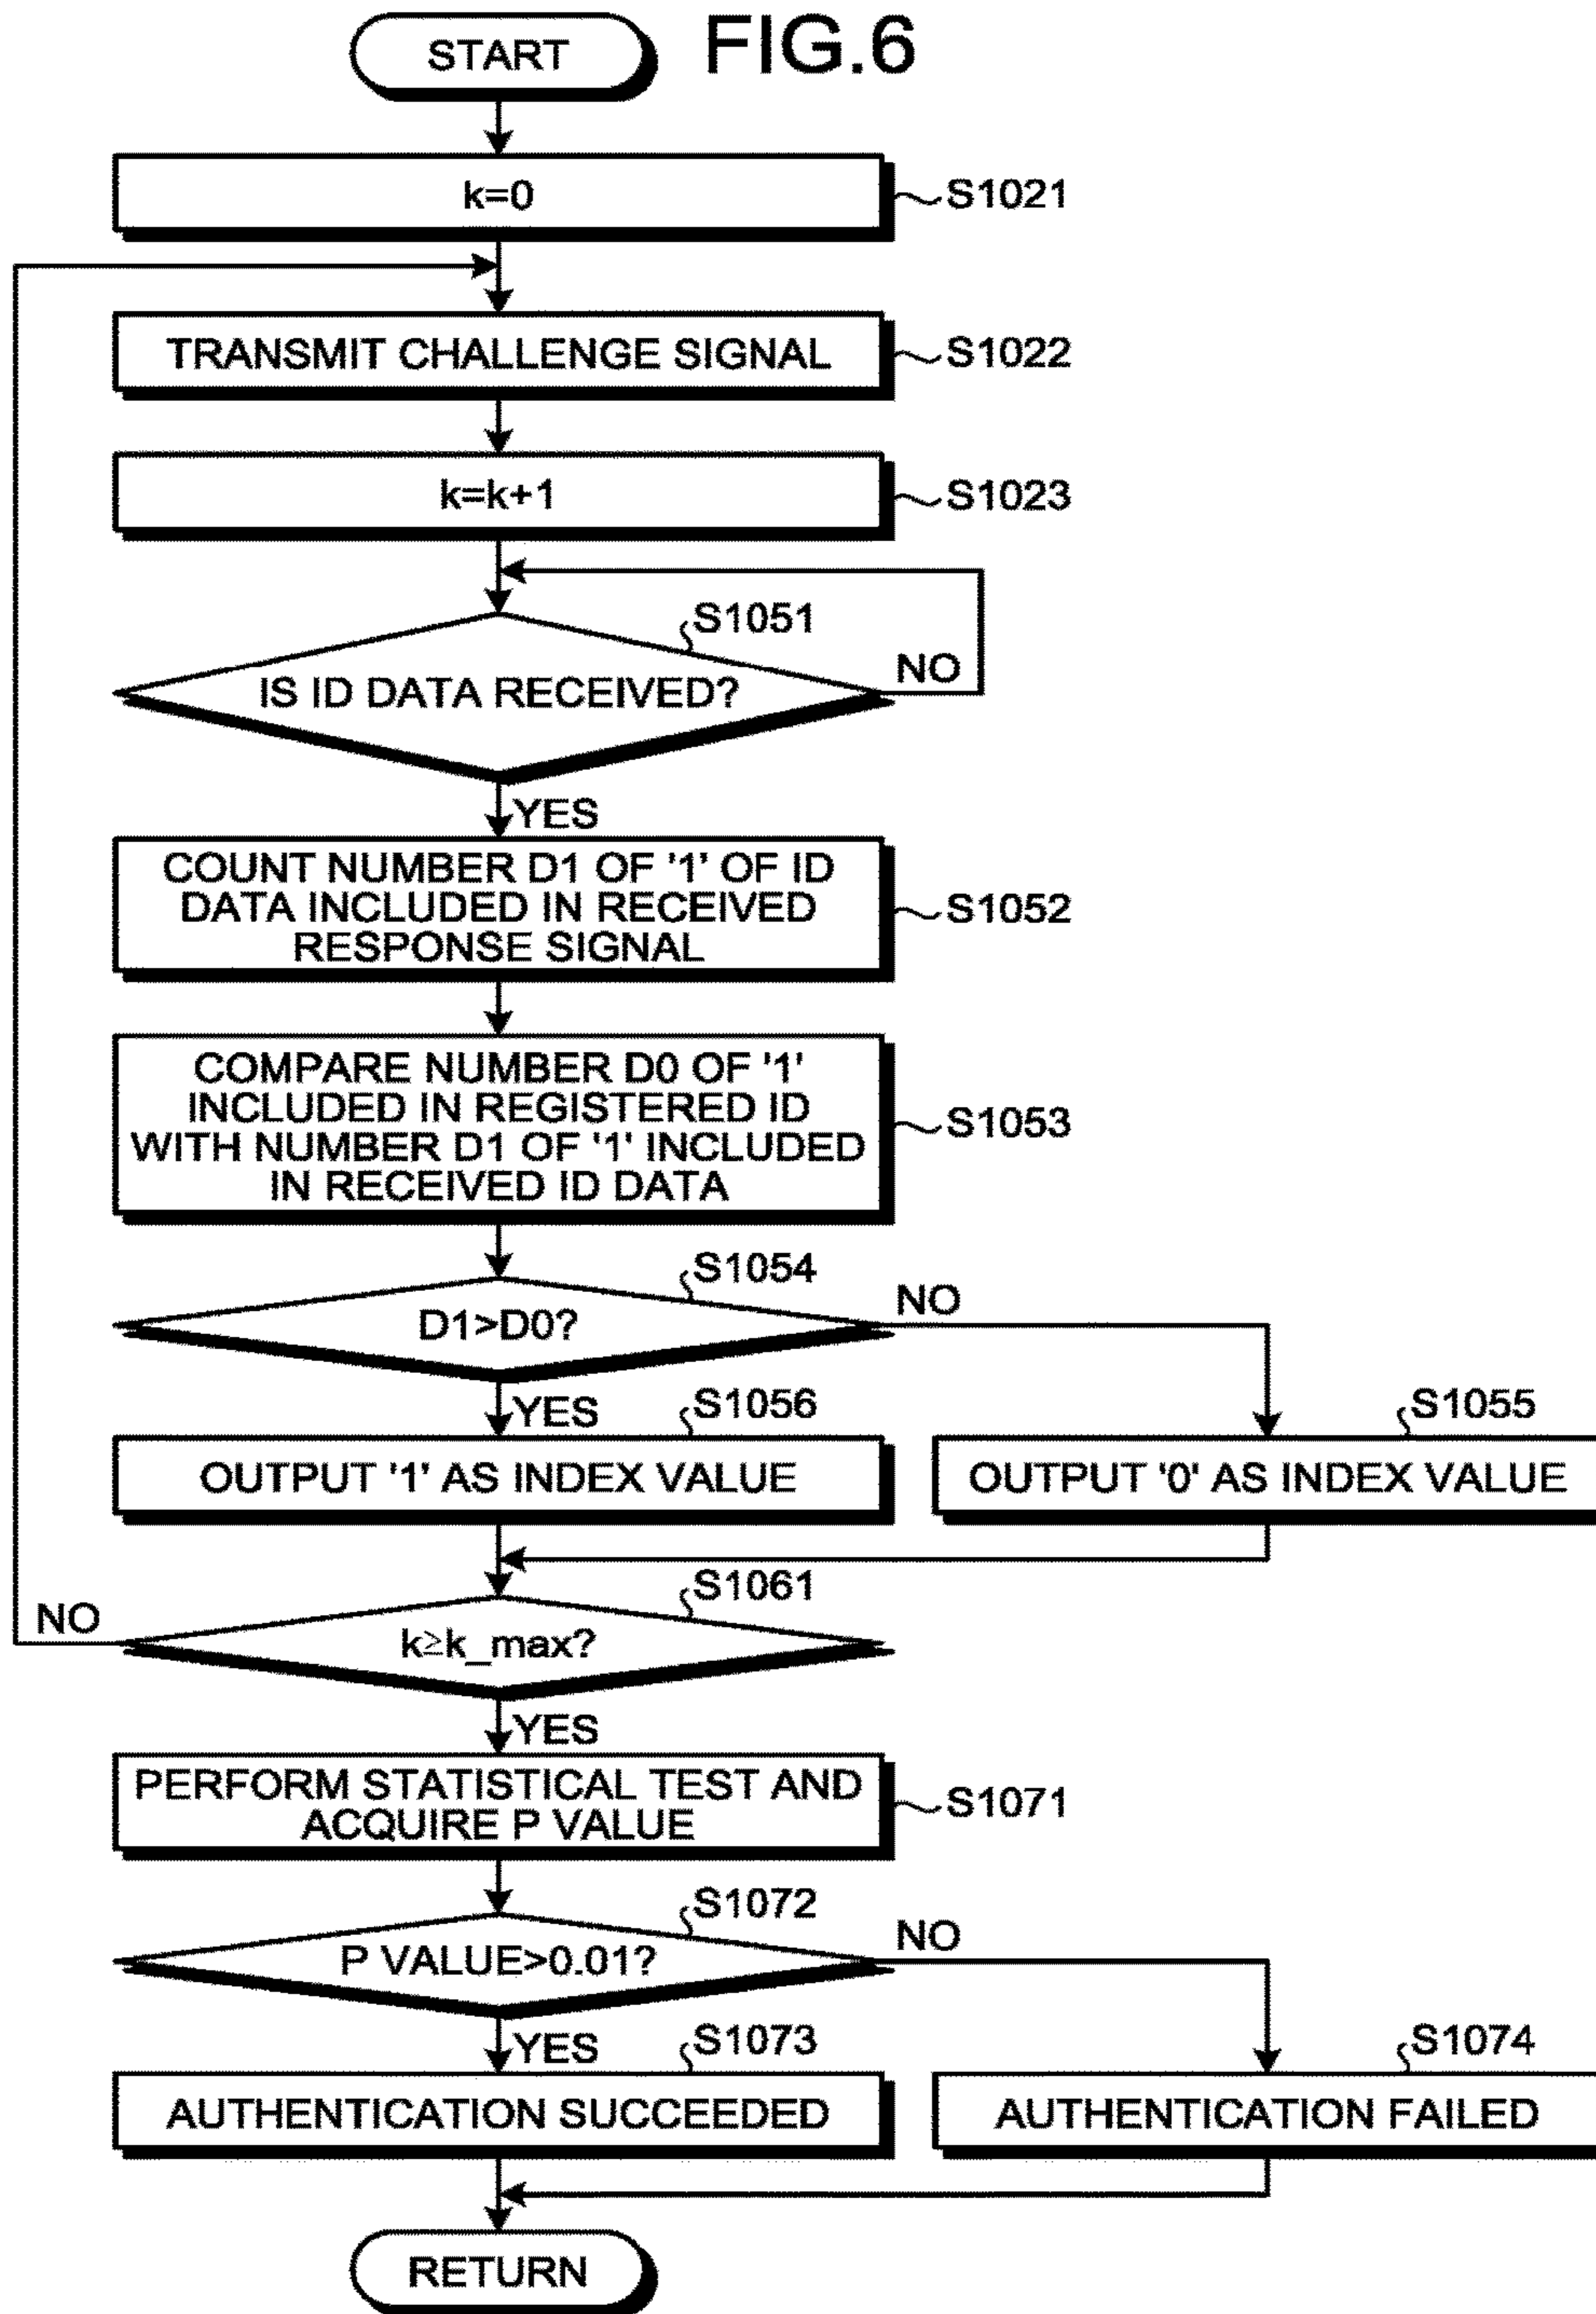 FIG.6
START
k=0
S1021
TRANSMIT CHALLENGE SIGNAL
S1022
k=k+1
S1023
S1051
IS ID DATA RECEIVED?
NO
YES
COUNT NUMBER D1 OF '1' OF ID
DATA INCLUDED IN RECEIVED
RESPONSE SIGNAL
S1052
COMPARE NUMBER D0 OF '1'
INCLUDED IN REGISTERED ID
WITH NUMBER D1 OF '1' INCLUDED
IN RECEIVED ID DATA
S1053
S1054
D1>D0?
NO
YES
S1056
OUTPUT '1' AS INDEX VALUE
S1055
OUTPUT '0' AS INDEX VALUE
S1061
NO
k≥k_max?
YES
PERFORM STATISTICAL TEST AND
ACQUIRE P VALUE
S1071
S1072
P VALUE>0.01?
NO
YES
S1073
AUTHENTICATION SUCCEEDED
S1074
AUTHENTICATION FAILED
RETURN